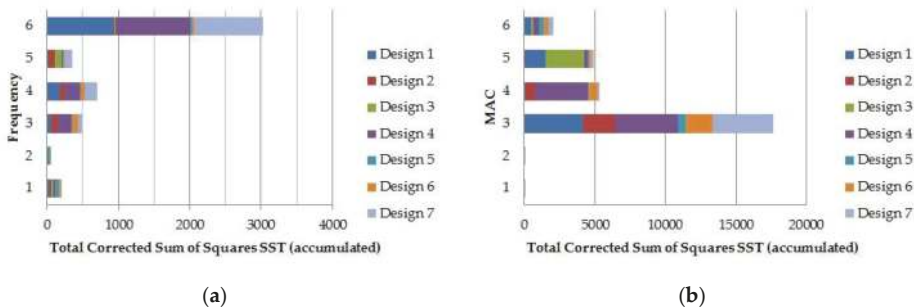 6
5
4
3
2
1
Frequency
0 1000 2000 3000 4000
Total Corrected Sum of Squares SST (accumulated)
Design 1
Design 2
Design 3
Design 4
Design 5
Design 6
Design 7
(a)
6
5
4
3
2
1
MAC
0 5000 10000 15000 20000
Total Corrected Sum of Squares SST (accumulated)
Design 1
Design 2
Design 3
Design 4
Design 5
Design 6
Design 7
(b)